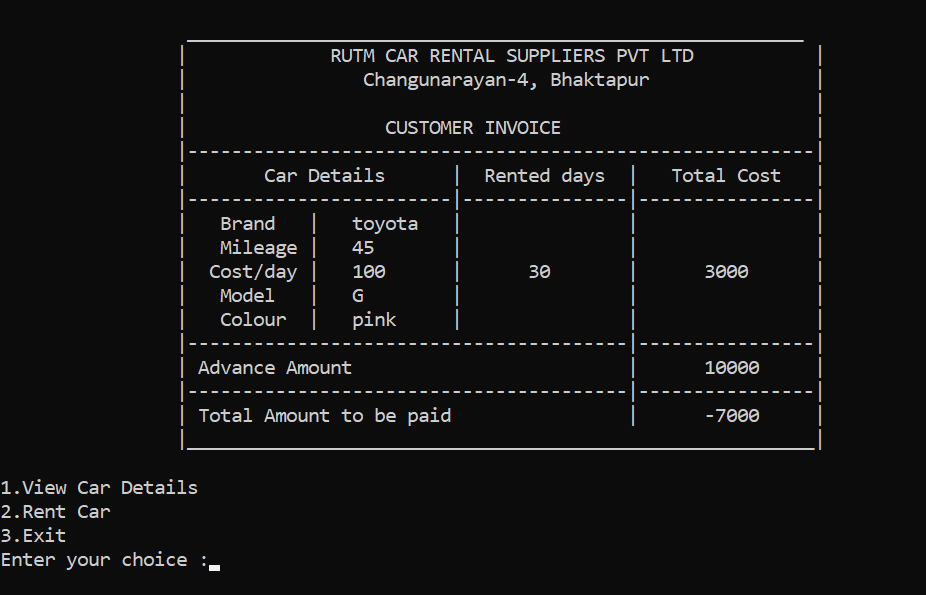 RUTM CAR RENTAL SUPPLIERS PVT LTD
Changunarayan-4, Bhaktapur
CUSTOMER INVOICE
Car Details | Rented days | Total Cost
Brand | toyota
Mileage | 45
Cost/day | 100 | 30 | 3000
Model | G
Colour | pink
Advance Amount | 10000
Total Amount to be paid | -7000
1.View Car Details
2.Rent Car
3.Exit
Enter your choice :